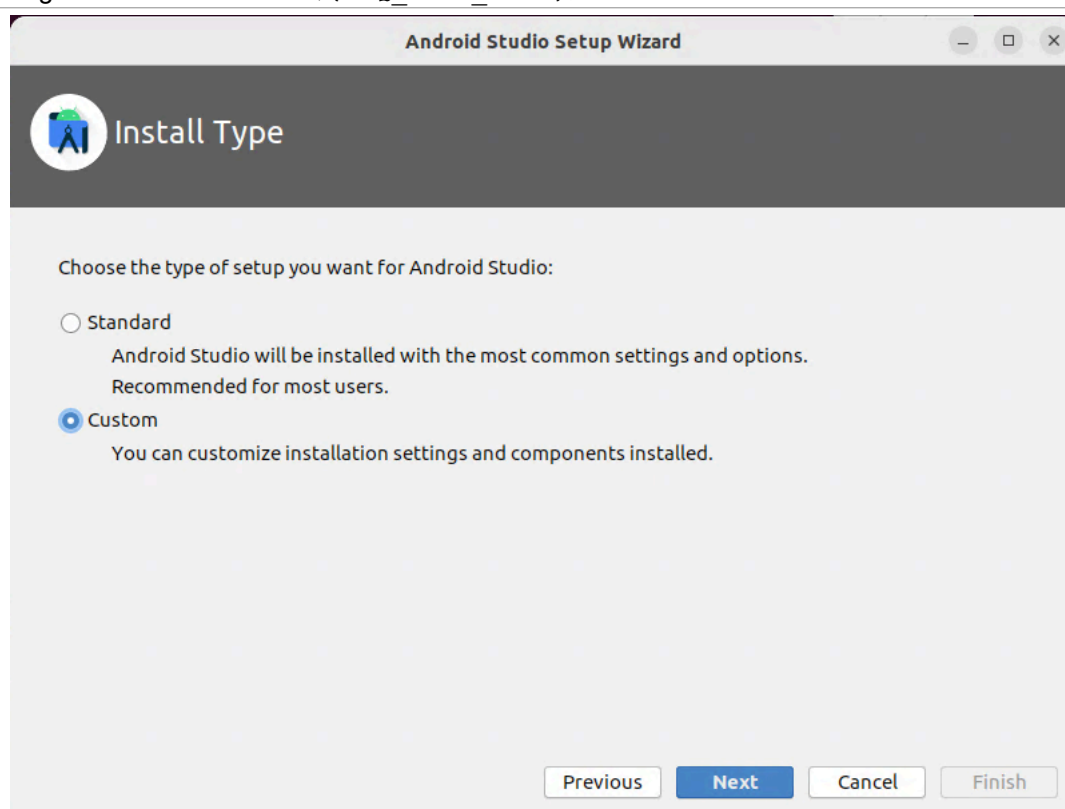 Android Studio Setup Wizard
Install Type
Choose the type of setup you want for Android Studio:
Standard
Android Studio will be installed with the most common settings and options.
Recommended for most users.
Custom
You can customize installation settings and components installed.
Previous Next Cancel Finish